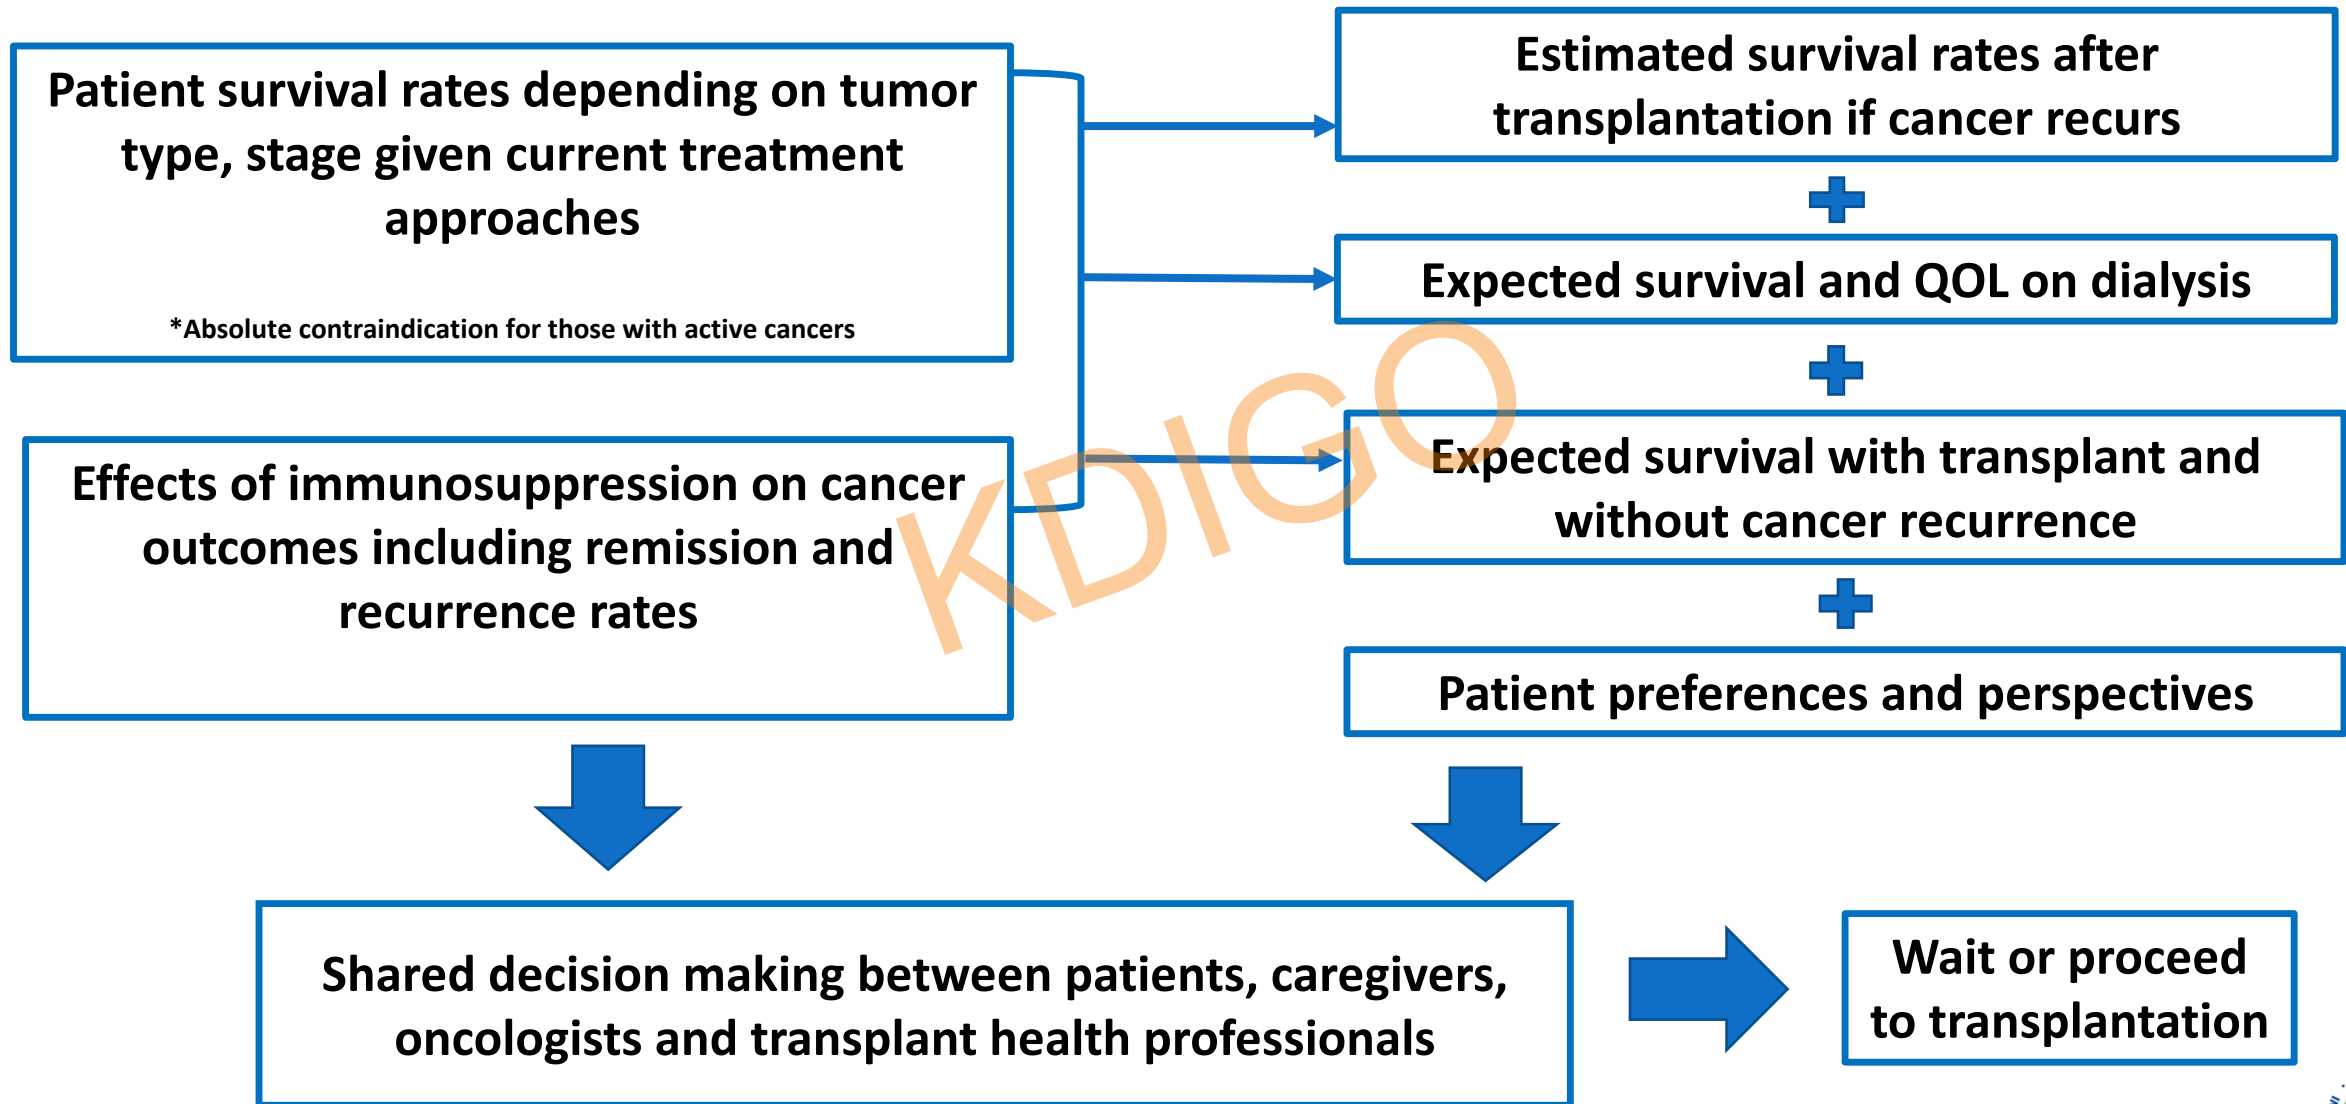 Patient survival rates depending on tumor
type, stage given current treatment
approaches
*Absolute contraindication for those with active cancers
Effects of immunosuppression on cancer
outcomes including remission and
recurrence rates
Estimated survival rates after
transplantation if cancer recurs
Expected survival and QOL on dialysis
Expected survival with transplant and
without cancer recurrence
Patient preferences and perspectives
KDIGO
Shared decision making between patients, caregivers,
oncologists and transplant health professionals
Wait or proceed
to transplantation